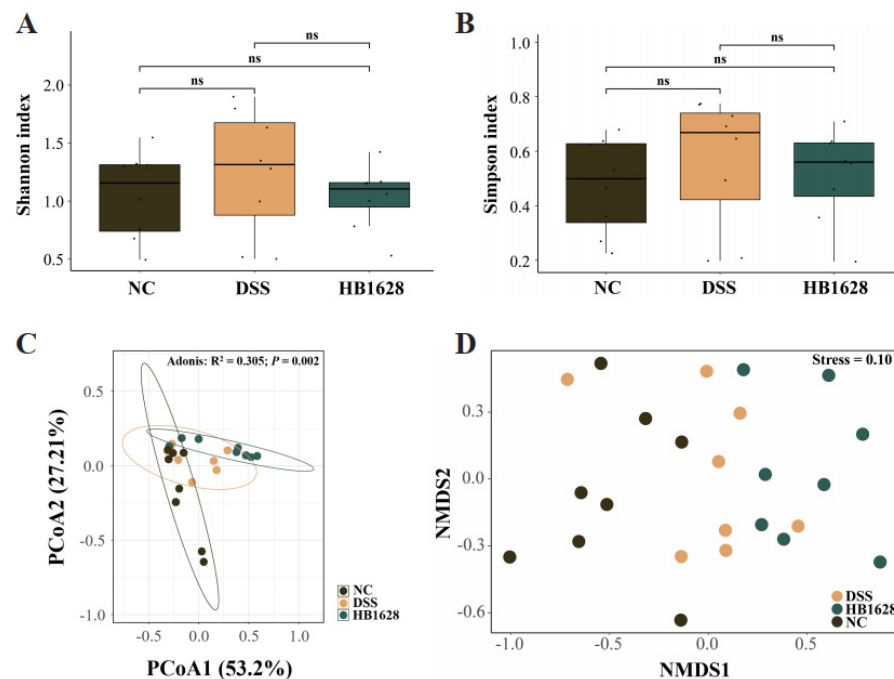 A
ns
ns
ns
Shannon index
2.0
1.5
1.0
0.5
NC
DSS
HB1628
B
ns
ns
ns
Simpson index
1.0
0.8
0.6
0.4
0.2
NC
DSS
HB1628
C
Adonis: R² = 0.305; P = 0.002
PCoA2 (27.21%)
0.5
0.0
-0.5
-1.0
-0.5
0.0
0.5
1.0
PCoA1 (53.2%)
NC
DSS
HB1628
D
Stress = 0.10
NMDS2
0.3
0.0
-0.3
-0.6
-1.0
-0.5
0.0
0.5
NMDS1
DSS
HB1628
NC